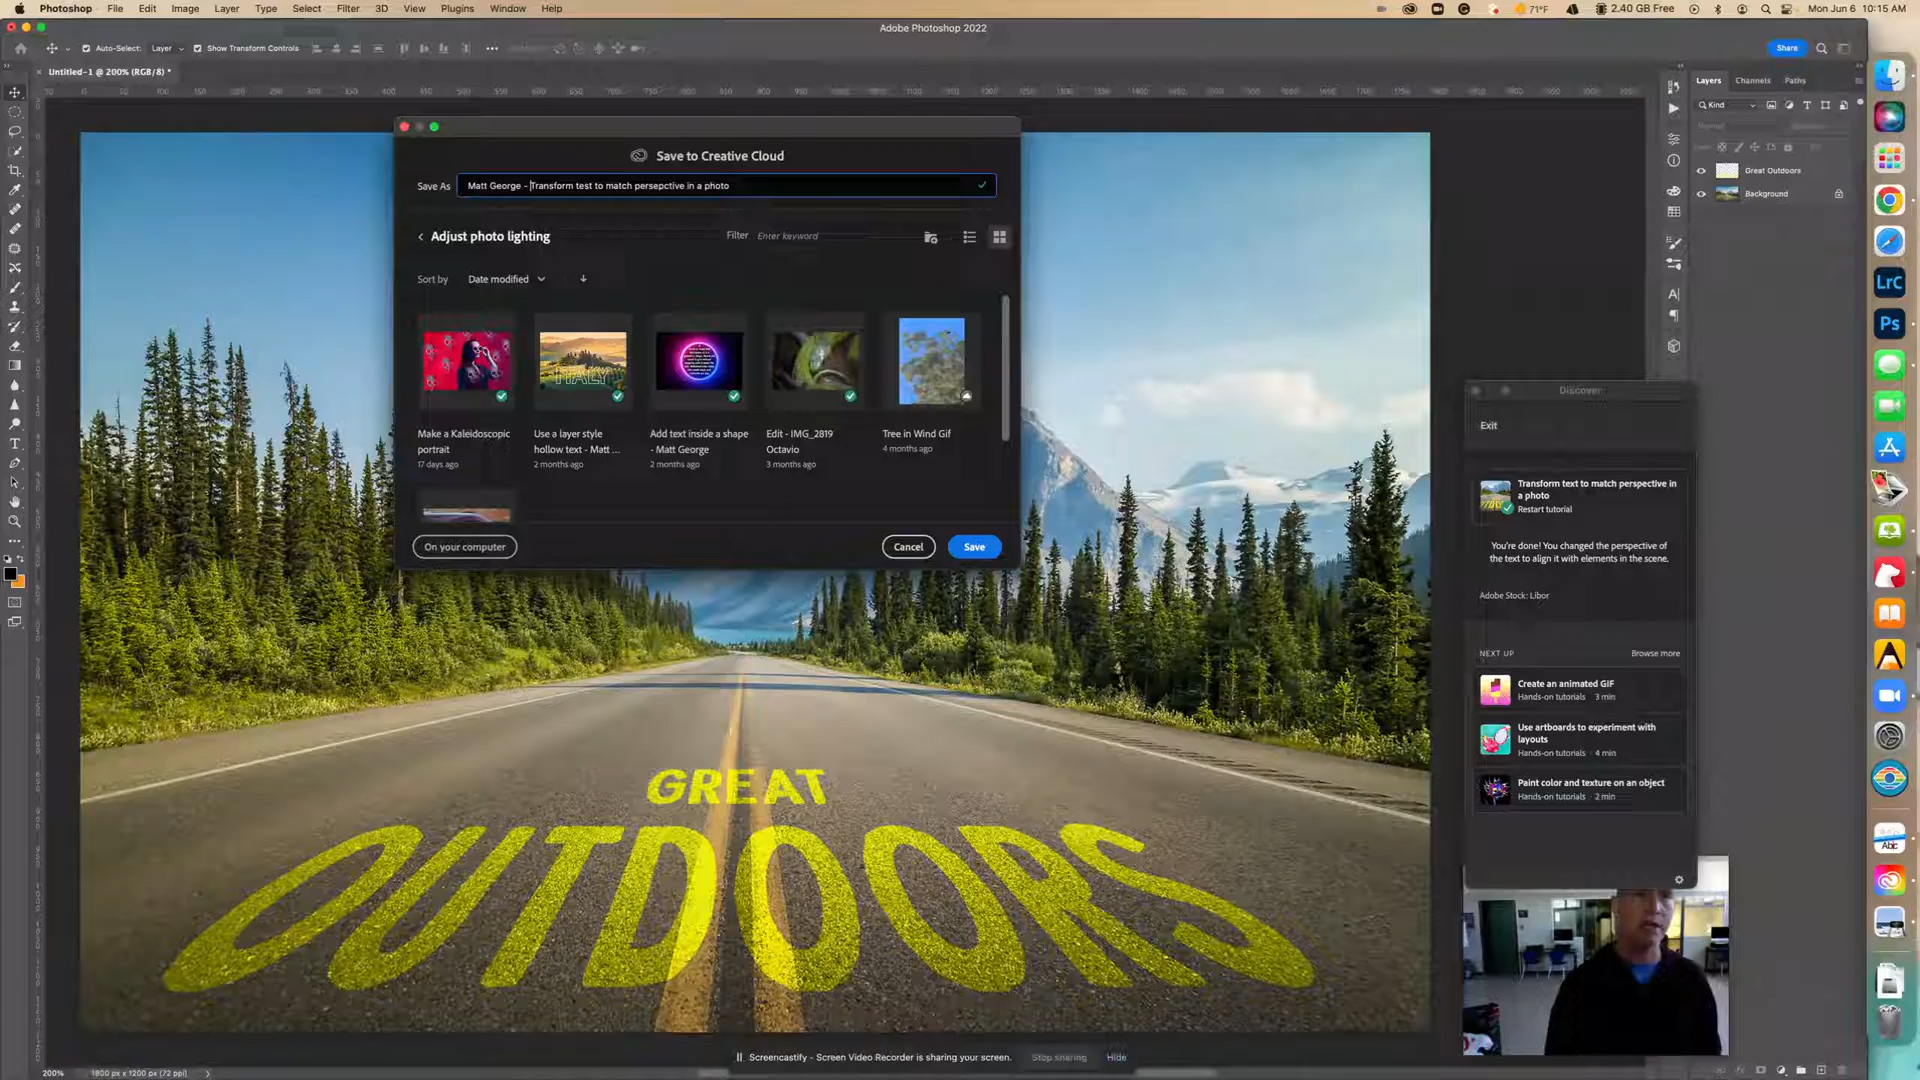 Photoshop File Edit Image Layer Type Select Filter 3D View Plugins Window Help 71°F 2.40 GB Free Mon Jun 6 10:15 AM
Adobe Photoshop 2022
Auto-Select: Layer Show Transform Controls Share
Untitled-1 @ 200% (RGB/8) *
Layers Channels Paths
Kind
Great Outdoors
Background
Save to Creative Cloud
Save As Matt George - Transform test to match persepctive in a photo
Adjust photo lighting Filter Enter keyword
Sort by Date modified
ITALY
Make a Kaleidoscopic
portrait
17 days ago
Use a layer style
hollow text - Matt ...
2 months ago
Add text inside a shape
- Matt George
2 months ago
Edit - IMG_2819
Octavio
3 months ago
Tree in Wind Gif
4 months ago
On your computer Cancel Save
Discover
Exit
Transform text to match perspective in
a photo
Restart tutorial
You're done! You changed the perspective of
the text to align it with elements in the scene.
Adobe Stock: Libor
NEXT UP Browse more
Create an animated GIF
Hands-on tutorials · 3 min
Use artboards to experiment with
layouts
Hands-on tutorials · 4 min
Paint color and texture on an object
Hands-on tutorials · 2 min
GREAT
OUTDOORS
LrC
Ps
Abc
Screencastify - Screen Video Recorder is sharing your screen. Stop sharing Hide
200% 1800 px x 1200 px (72 ppi)